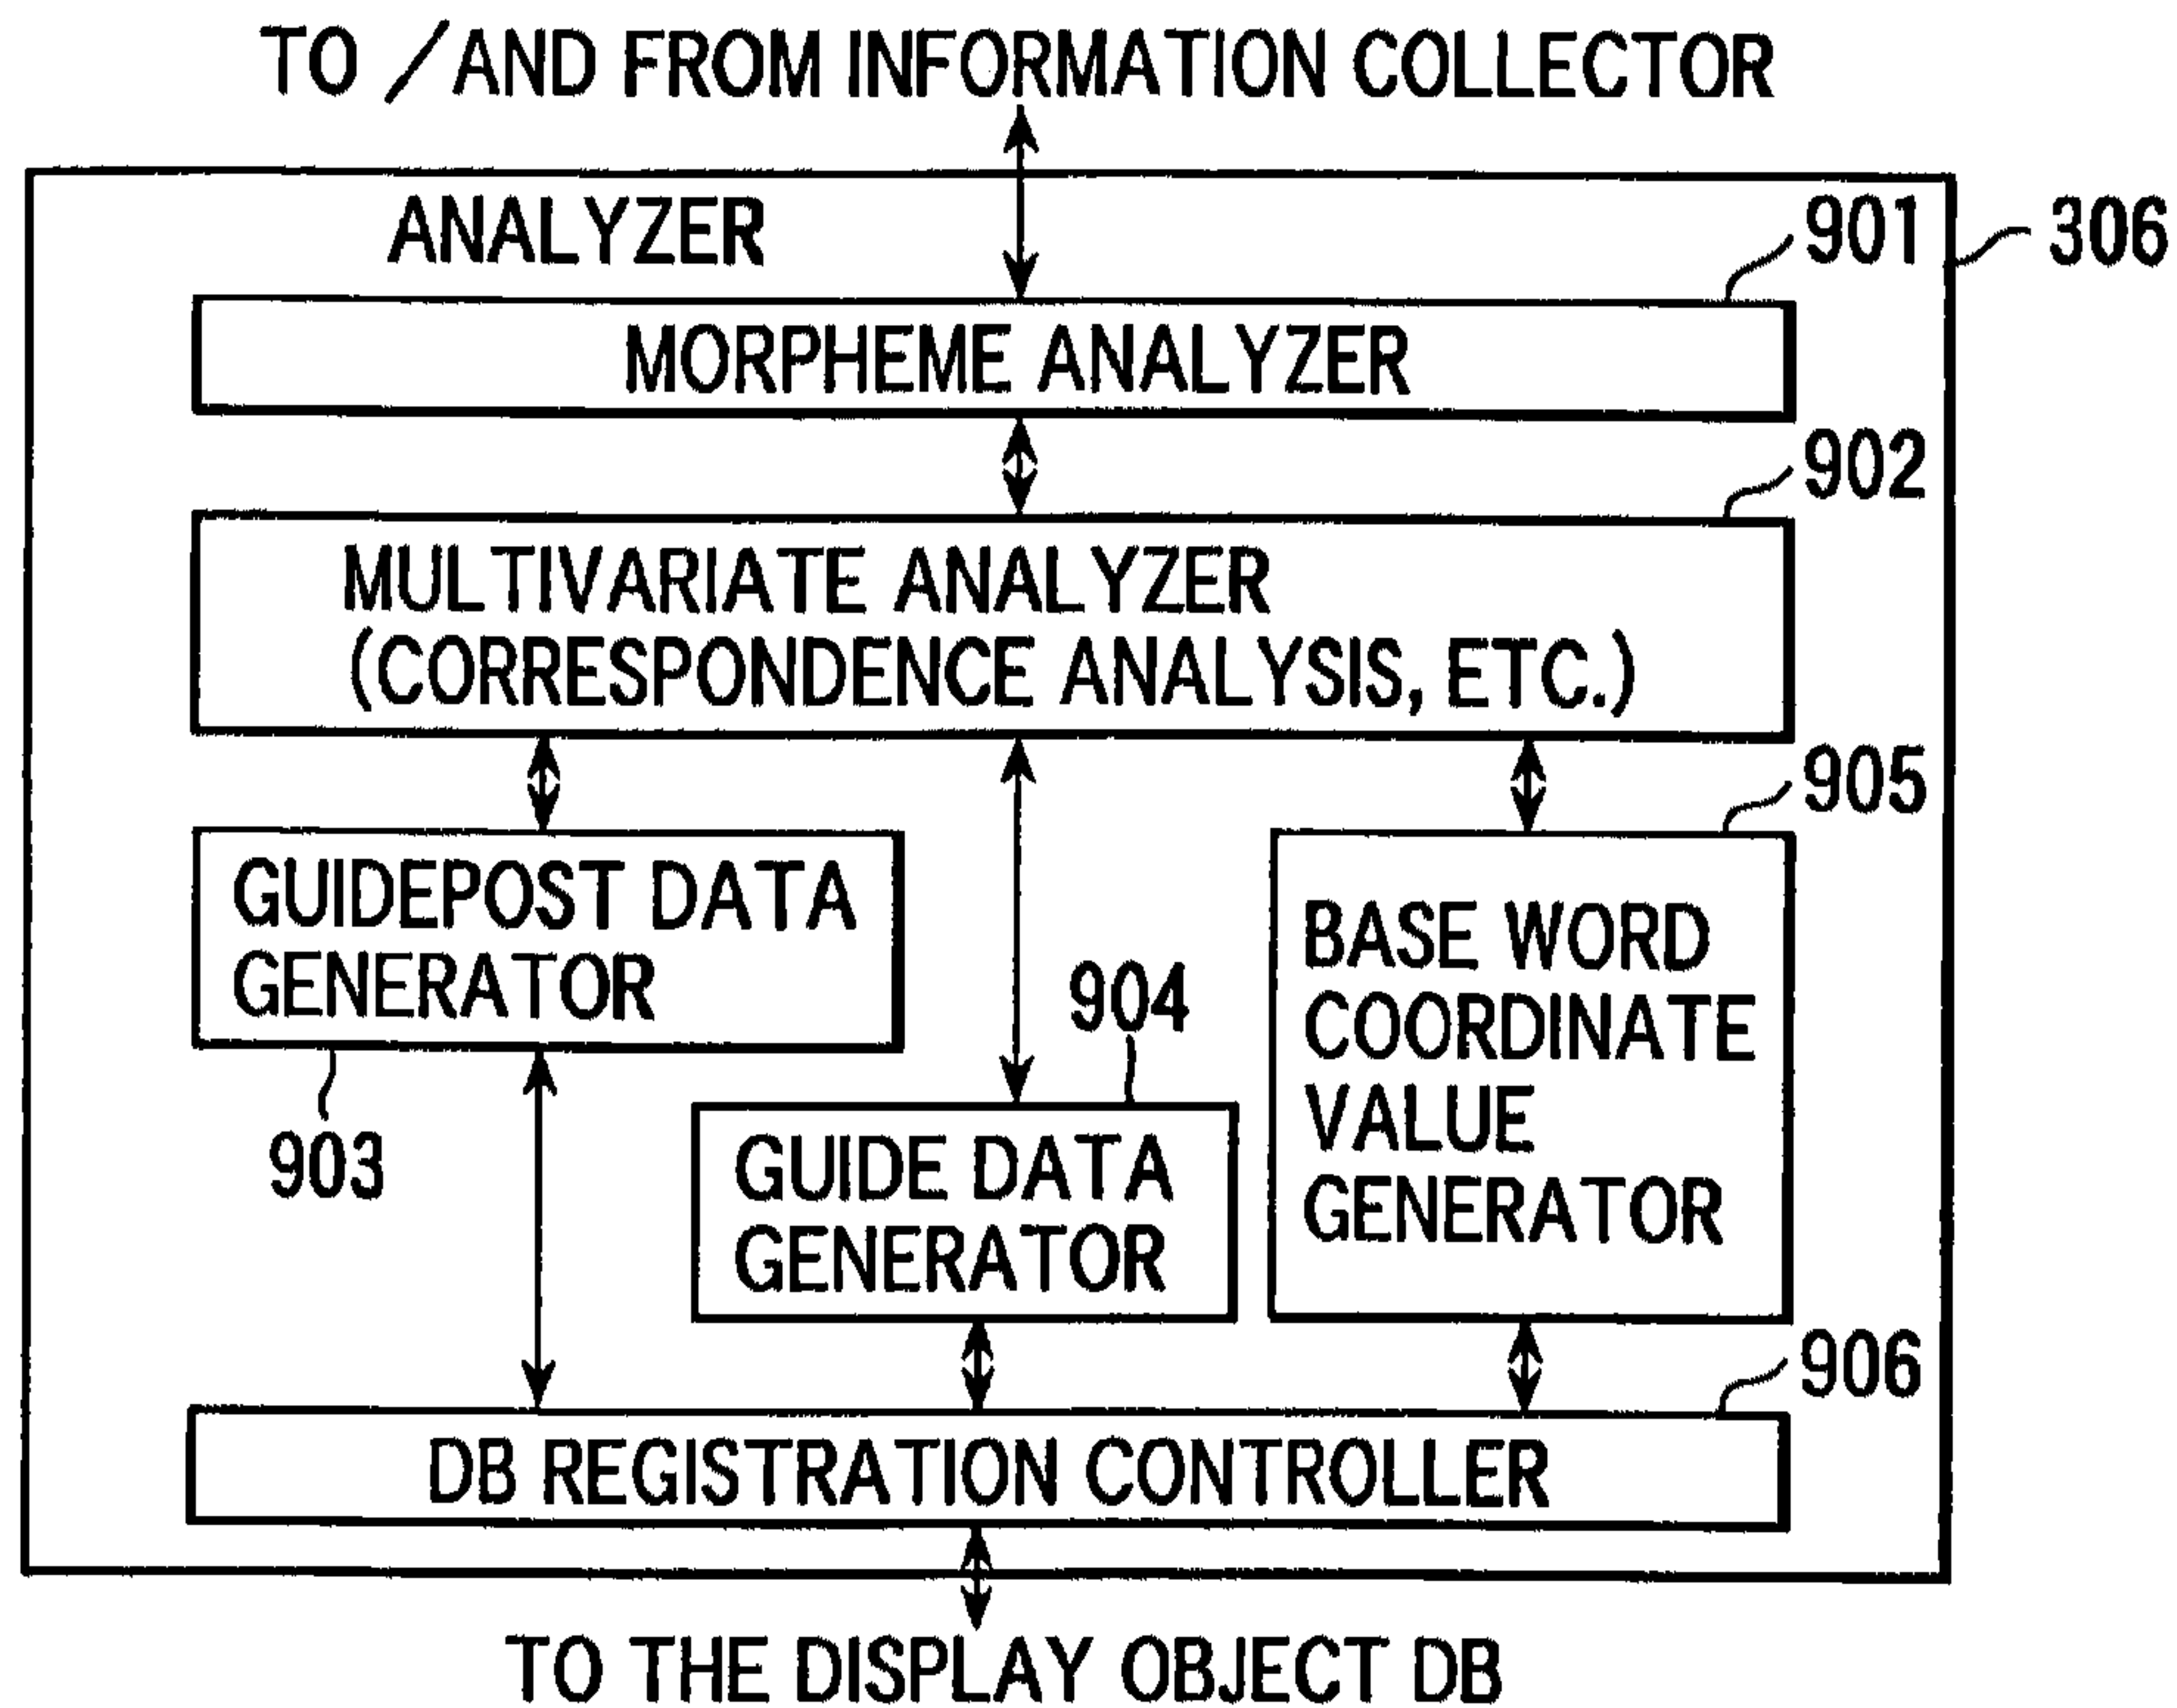 TO /AND FROM INFORMATION COLLECTOR
ANALYZER
901
306
MORPHEME ANALYZER
902
MULTIVARIATE ANALYZER
(CORRESPONDENCE ANALYSIS, ETC.)
905
GUIDEPOST DATA
GENERATOR
903
904
GUIDE DATA
GENERATOR
BASE WORD
COORDINATE
VALUE
GENERATOR
906
DB REGISTRATION CONTROLLER
TO THE DISPLAY OBJECT DB